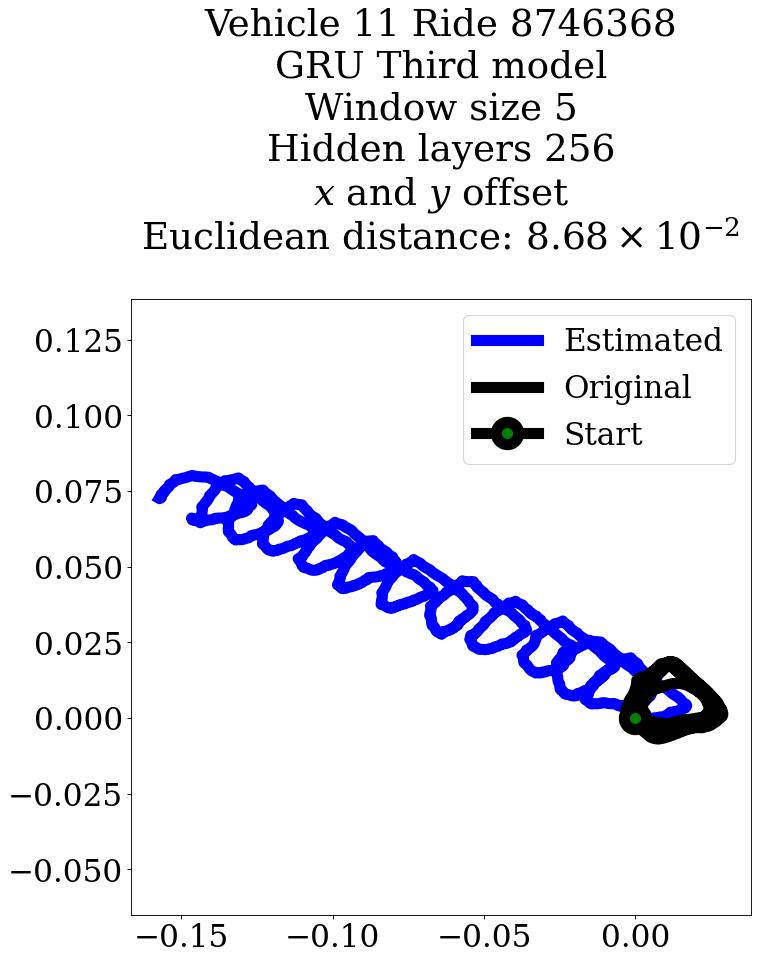 Vehicle 11 Ride 8746368
GRU Third model
Window size 5
Hidden layers 256
x and y offset
Euclidean distance: 8.68 × 10⁻²
Estimated
Original
Start
0.125
0.100
0.075
0.050
0.025
0.000
−0.025
−0.050
−0.15 −0.10 −0.05 0.00